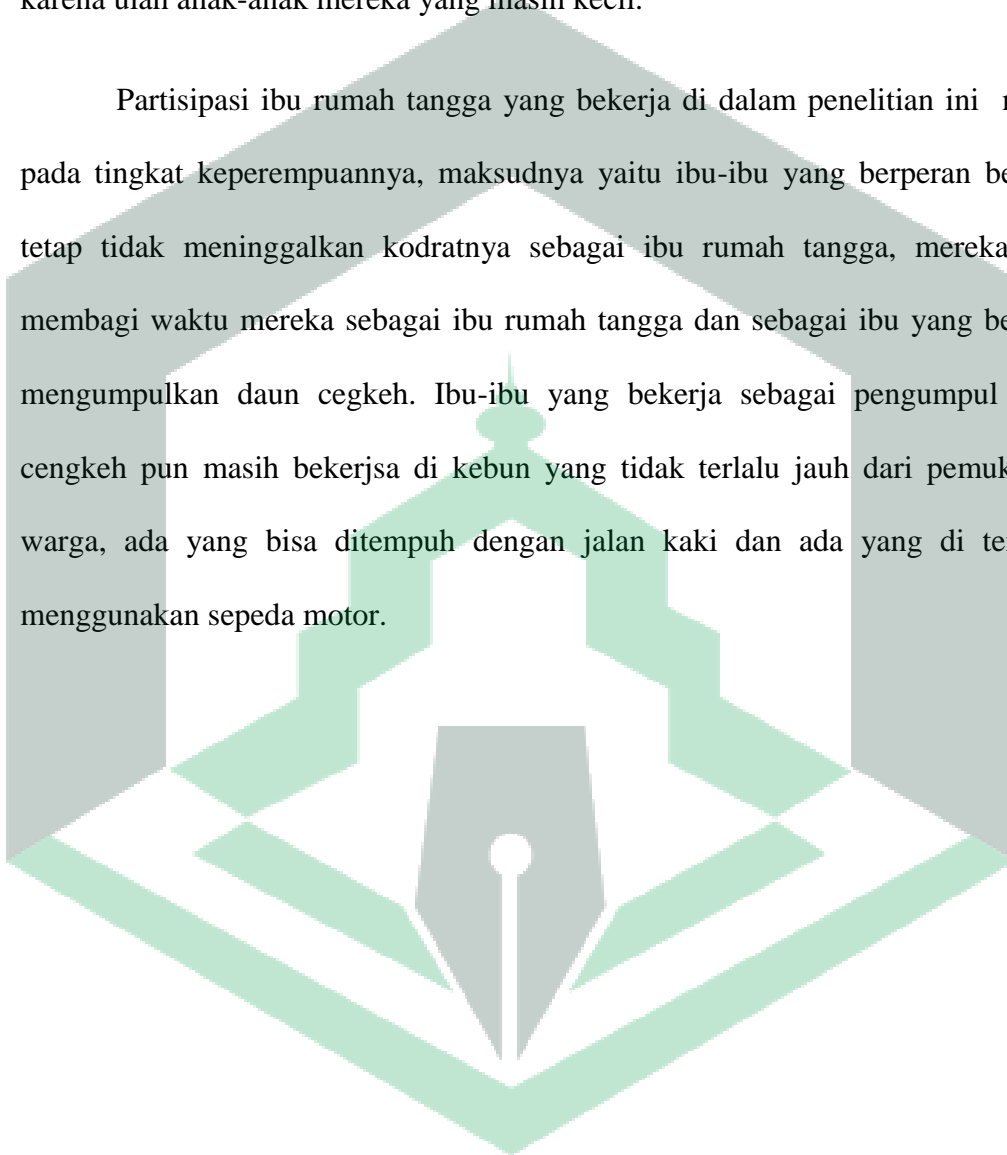 karena ulah anak-anak mereka yang masih kecil.
Partisipasi ibu rumah tangga yang bekerja di dalam penelitian ini
pada tingkat keperempuannya, maksudnya yaitu ibu-ibu yang berperan
tetap tidak meninggalkan kodratnya sebagai ibu rumah tangga, mereka
membagi waktu mereka sebagai ibu rumah tangga dan sebagai ibu yang
mengumpulkan daun cegkeh. Ibu-ibu yang bekerja sebagai pengumpul
cengkeh pun masih bekerjsa di kebun yang tidak terlalu jauh dari
warga, ada yang bisa ditempuh dengan jalan kaki dan ada yang di
menggunakan sepeda motor.